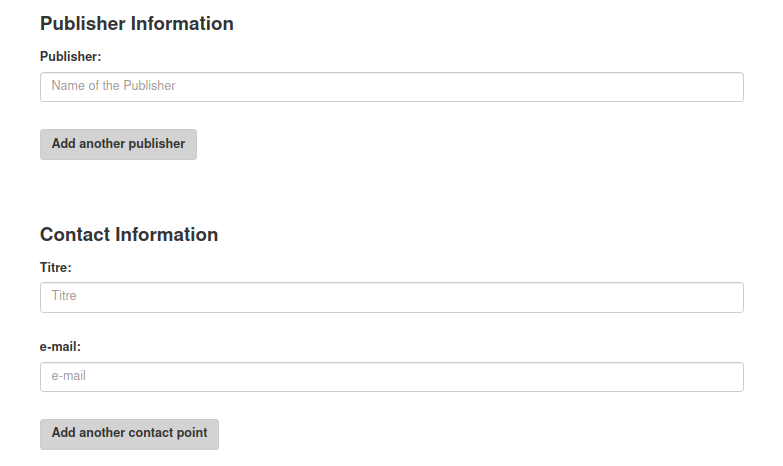 Publisher Information
Publisher:
Name of the Publisher
Add another publisher
Contact Information
Titre:
Titre
e-mail:
e-mail
Add another contact point